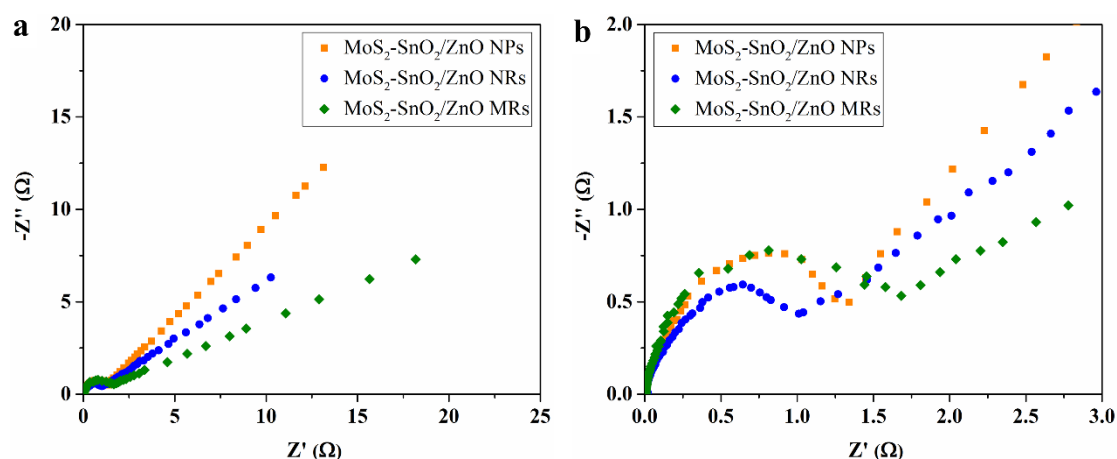 a
20
15
10
5
0
0
5
10
15
20
25
-Z'' (Ω)
Z' (Ω)
MoS₂-SnO₂/ZnO NPs
MoS₂-SnO₂/ZnO NRs
MoS₂-SnO₂/ZnO MRs
b
2.0
1.5
1.0
0.5
0.0
0.0
0.5
1.0
1.5
2.0
2.5
3.0
-Z'' (Ω)
Z' (Ω)
MoS₂-SnO₂/ZnO NPs
MoS₂-SnO₂/ZnO NRs
MoS₂-SnO₂/ZnO MRs